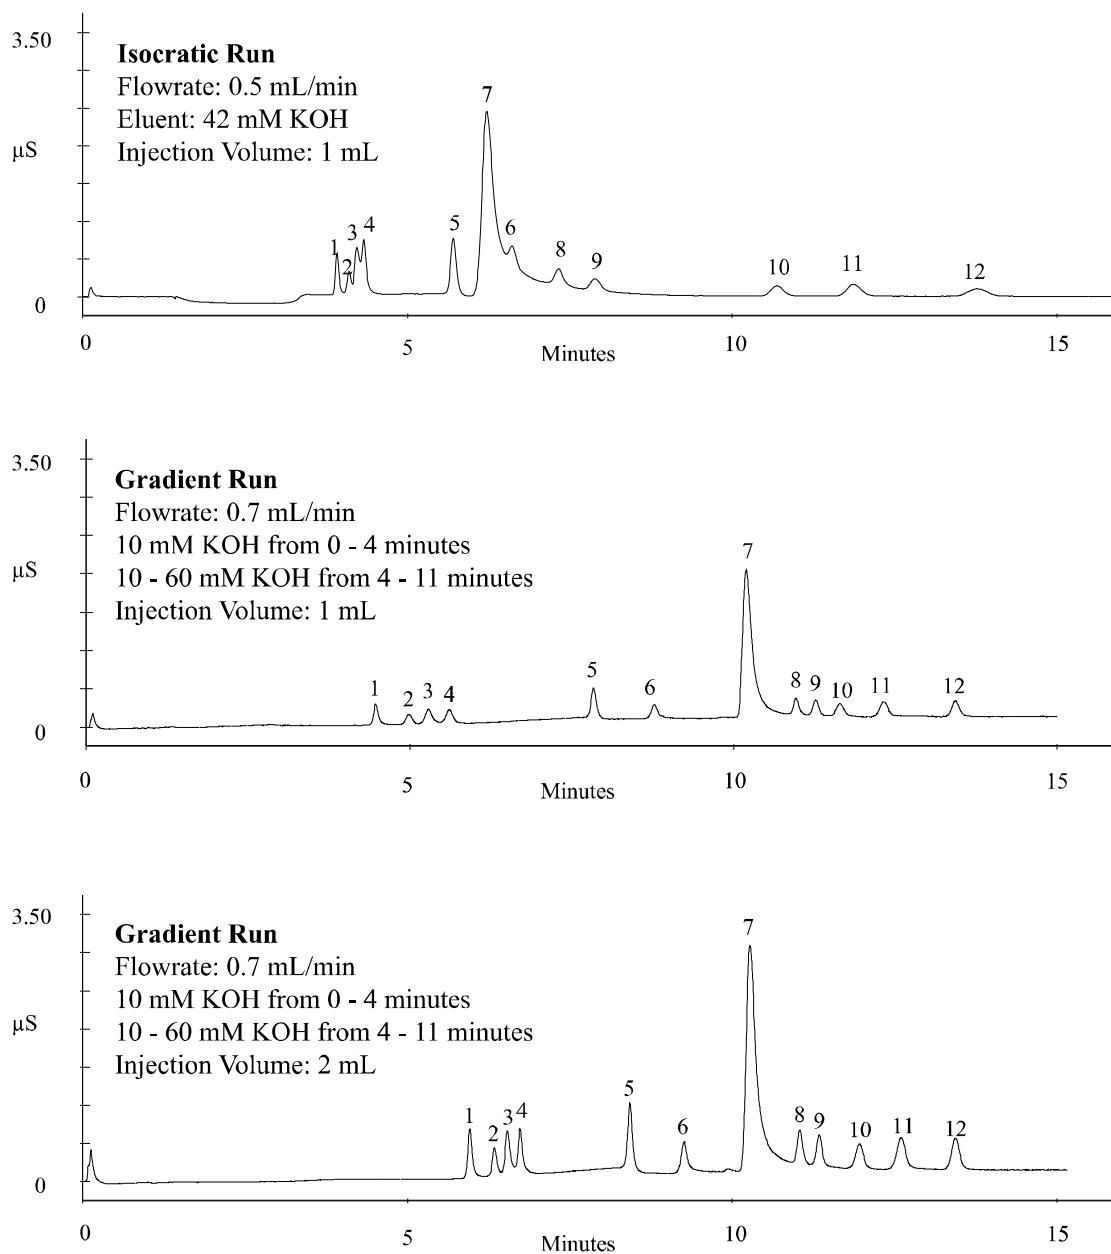 3.50
Isocratic Run
Flowrate: 0.5 mL/min
Eluent: 42 mM KOH
Injection Volume: 1 mL
µS
0
1
2
3
4
5
7
6
8
9
10
11
12
0
5
Minutes
10
15
3.50
Gradient Run
Flowrate: 0.7 mL/min
10 mM KOH from 0 - 4 minutes
10 - 60 mM KOH from 4 - 11 minutes
Injection Volume: 1 mL
µS
0
1
2
3
4
5
6
7
8
9
10
11
12
0
5
Minutes
10
15
3.50
Gradient Run
Flowrate: 0.7 mL/min
10 mM KOH from 0 - 4 minutes
10 - 60 mM KOH from 4 - 11 minutes
Injection Volume: 2 mL
µS
0
1
2
3
4
5
6
7
8
9
10
11
12
0
5
Minutes
10
15